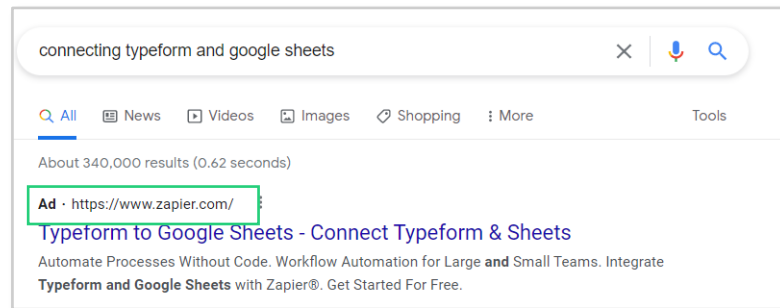 connecting typeform and google sheets
All News Videos Images Shopping More Tools
About 340,000 results (0.62 seconds)
Ad · https://www.zapier.com/
Typeform to Google Sheets - Connect Typeform & Sheets
Automate Processes Without Code. Workflow Automation for Large and Small Teams. Integrate
Typeform and Google Sheets with Zapier®. Get Started For Free.